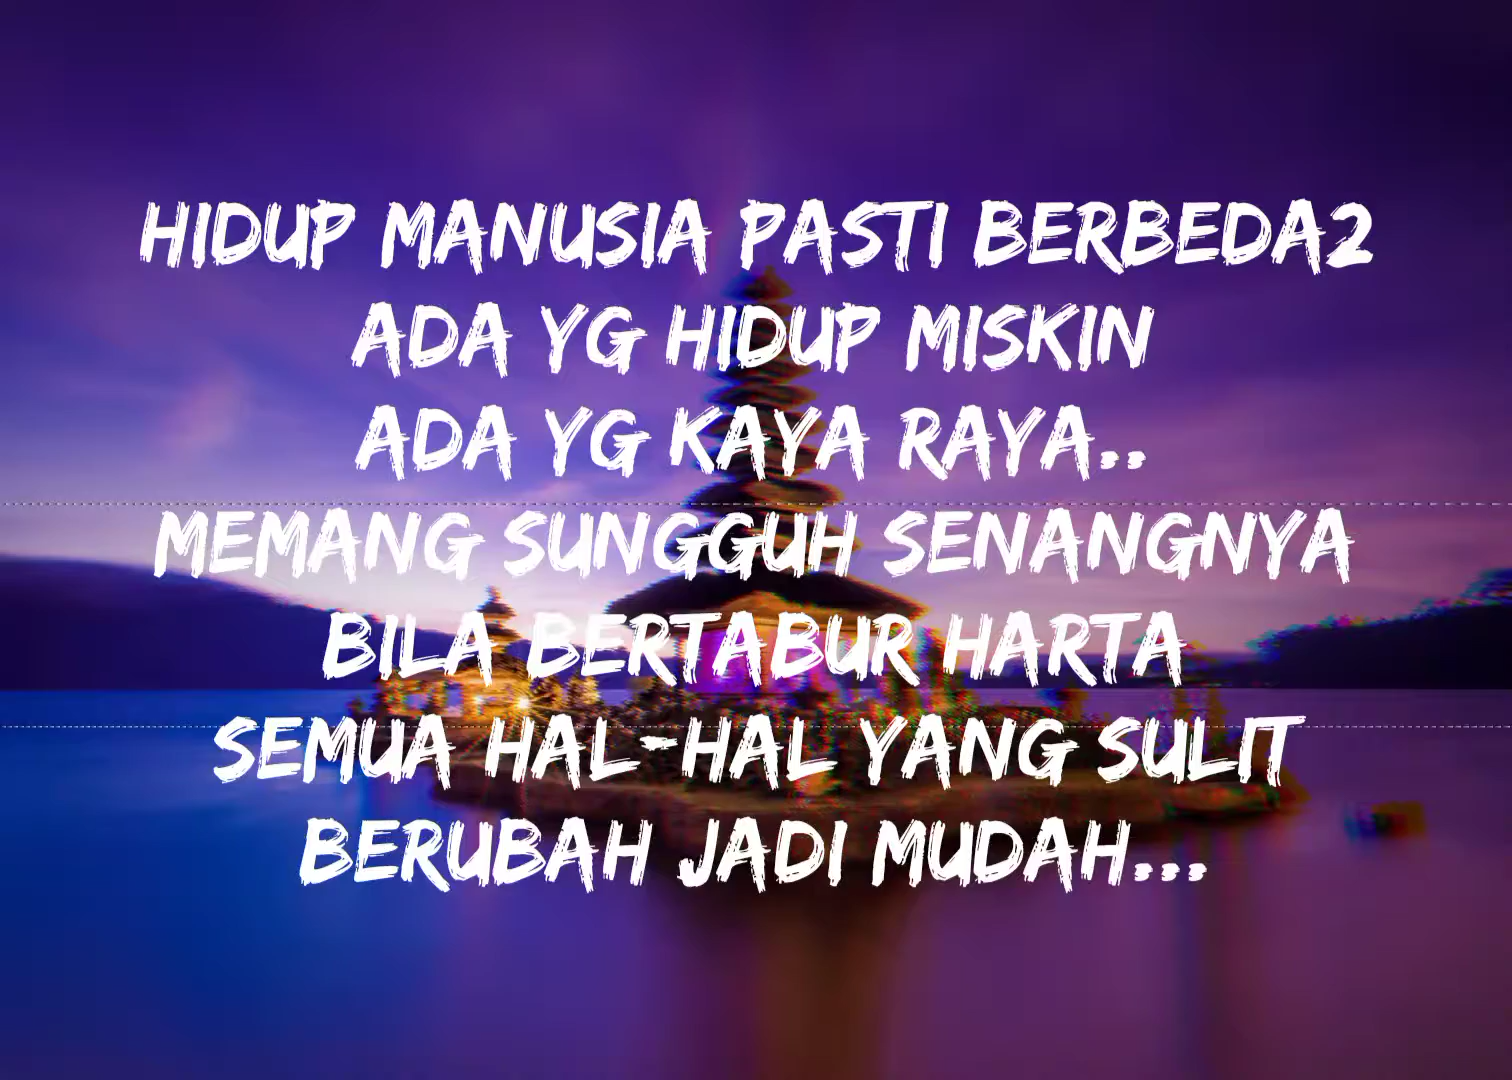 HIDUP MANUSIA PASTI BERBEDA2
ADA YG HIDUP MISKIN
ADA YG KAYA RAYA..
MEMANG SUNGGUH SENANGNYA
BILA BERTABUR HARTA
SEMUA HAL-HAL YANG SULIT
BERUBAH JADI MUDAH...